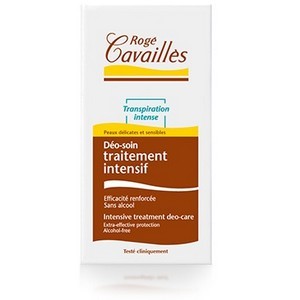 Rogé
Cavaillès
Transpiration
intense
Peaux délicates et sensibles
Déo-soin
traitement
intensif
Efficacité renforcée
Sans alcool
Intensive treatment deo-care
Extra-effective protection
Alcohol-free
Testé cliniquement